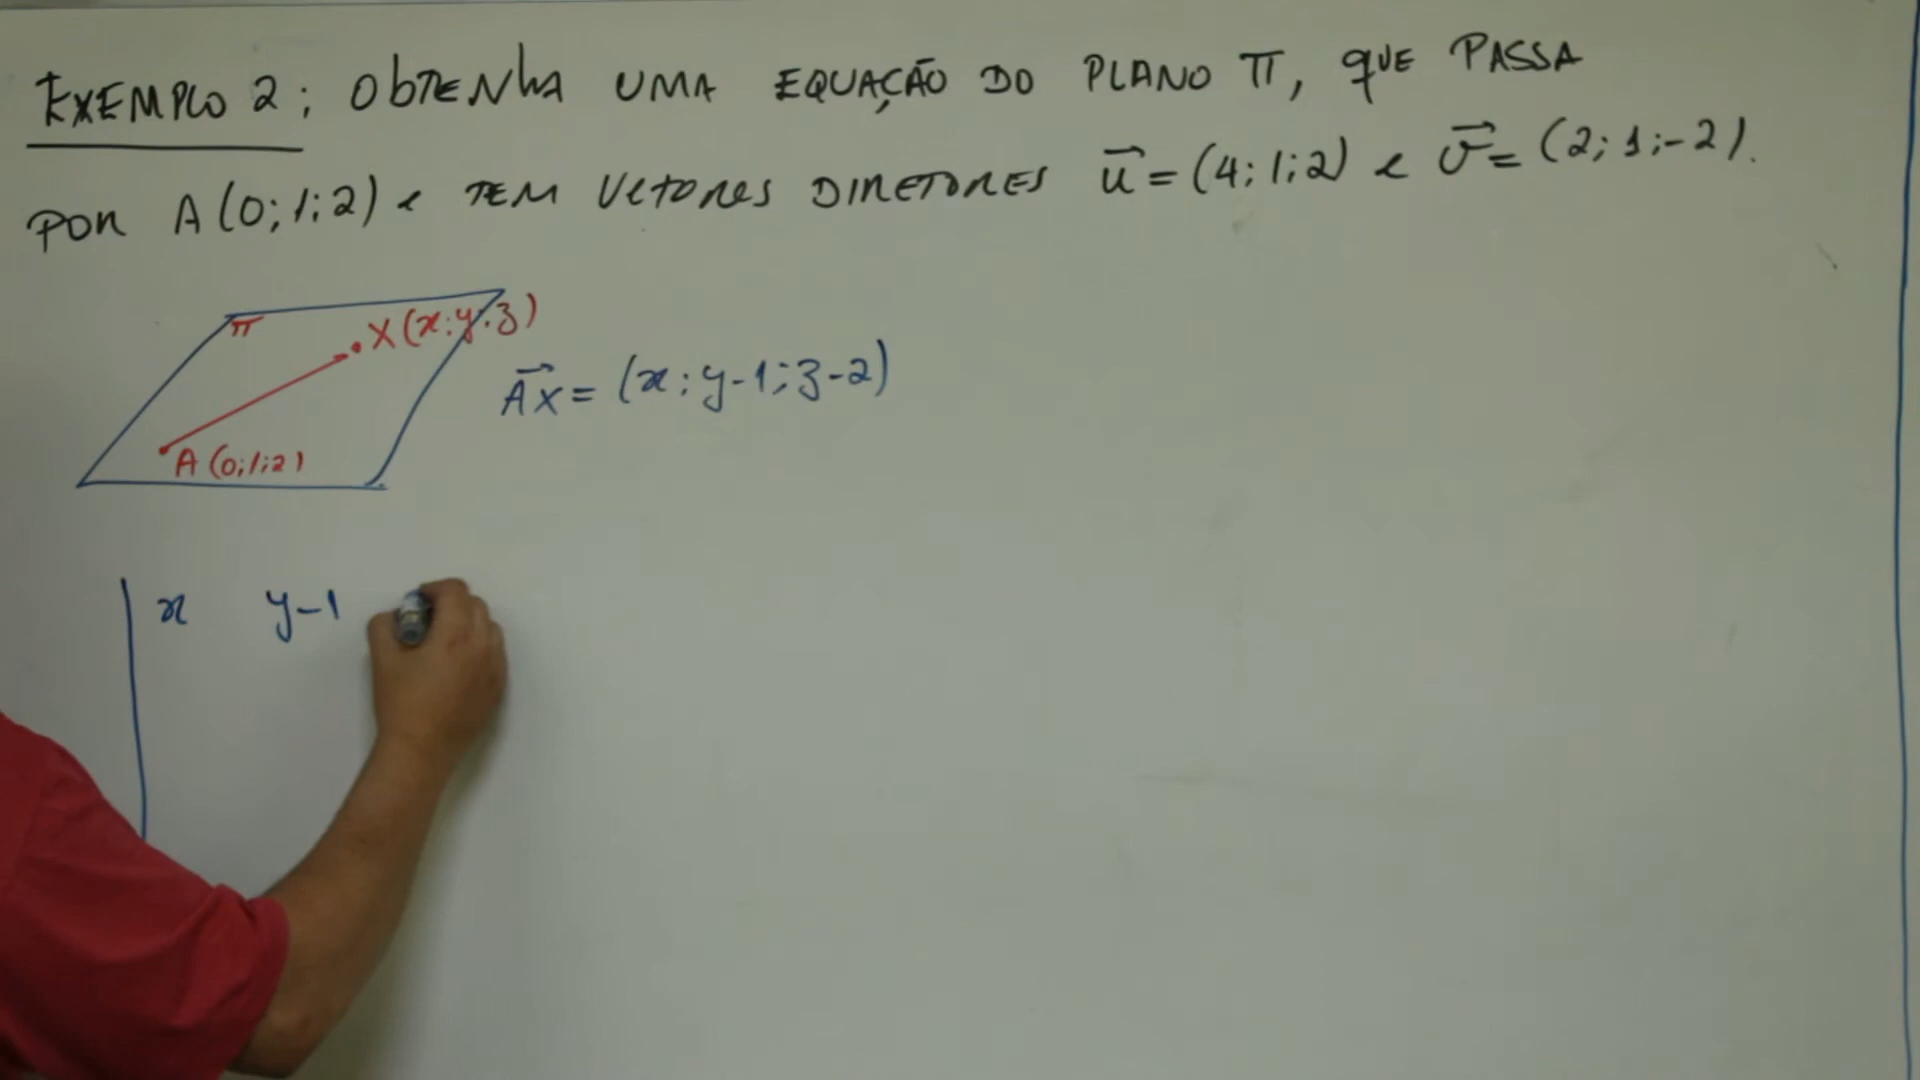 EXEMPLO 2: ObTENhA UMA EQUAÇÃO DO PLANO π, quE PASSA
POR A(0;1;2) e TEM VETORES DIRETORES u⃗=(4;1;2) e v⃗=(2;1;-2).
π
X(x;y;z)
A⃗X=(x;y-1;z-2)
A(0;1;2)
x y-1